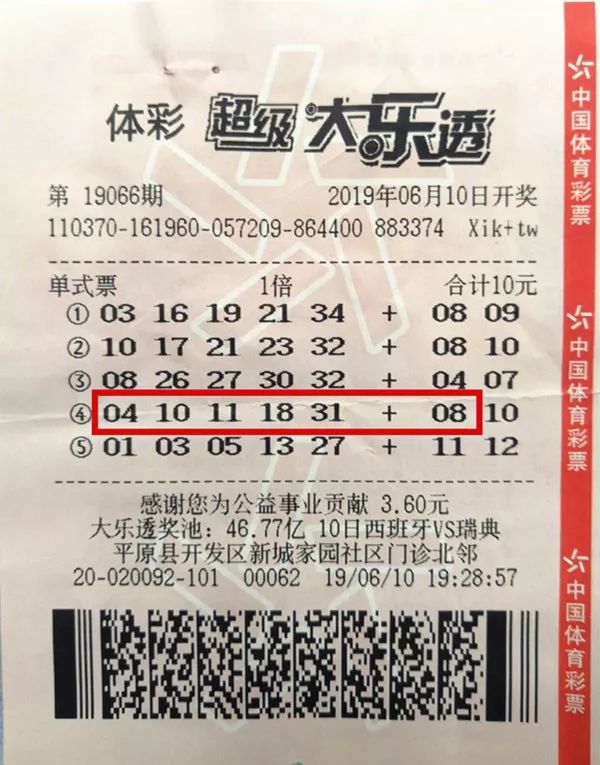 体彩 超级大乐透
第 19066期 2019年06月10日开奖
110370-161960-057209-864400 883374 Xik+tw
单式票 1倍 合计10元
① 03 16 19 21 34 + 08 09
② 10 17 21 23 32 + 08 10
③ 08 26 27 30 32 + 04 07
④ 04 10 11 18 31 + 08 10
⑤ 01 03 05 13 27 + 11 12
感谢您为公益事业贡献 3.60元
大乐透奖池: 46.77亿 10日西班牙VS瑞典
平原县开发区新城家园社区门诊北邻
20-020092-101 00062 19/06/10 19:28:57
中国体育彩票
中国体育彩票
中国体育彩票